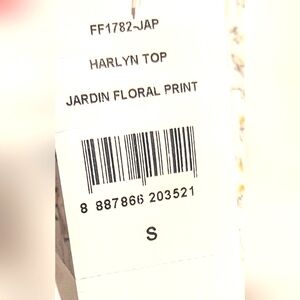 FF1782-JAP
HARLYN TOP
JARDIN FLORAL PRINT
8 887866 203521
S